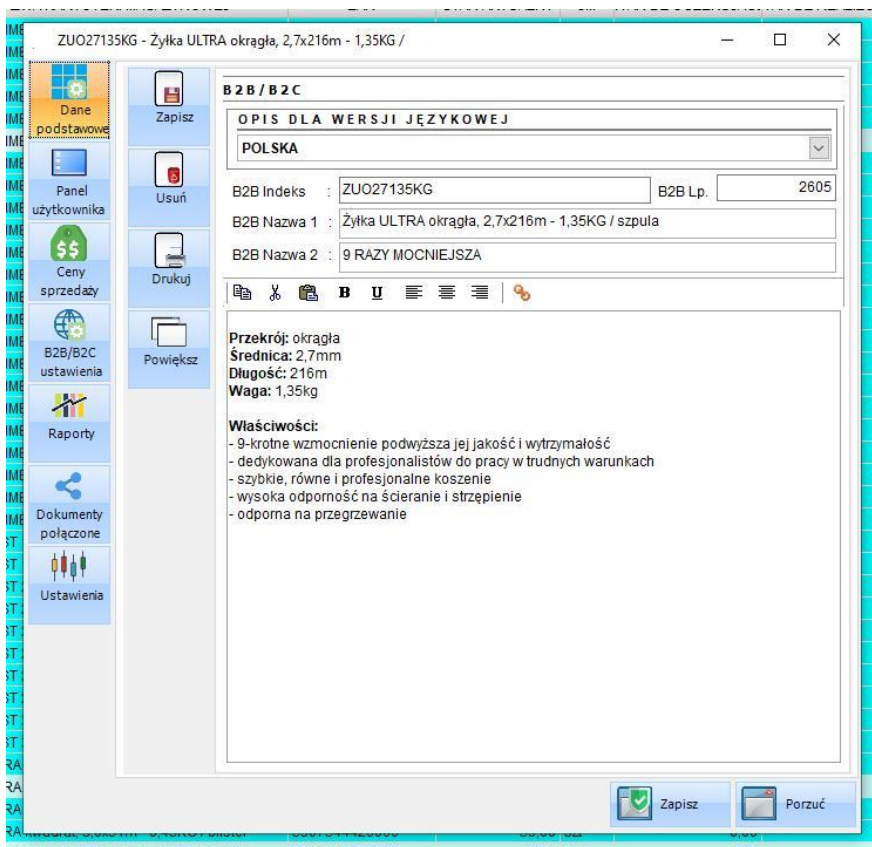 ZUO27135KG - Żyłka ULTRA okrągła, 2,7x216m - 1,35KG /
Dane
podstawowe
Panel
użytkownika
Ceny
sprzedaży
B2B/B2C
ustawienia
Raporty
Dokumenty
połączone
Ustawienia
Zapisz
Usuń
Drukuj
Powiększ
B2B/B2C
OPIS DLA WERSJI JĘZYKOWEJ
POLSKA
B2B Indeks : ZUO27135KG B2B Lp. 2605
B2B Nazwa 1 : Żyłka ULTRA okrągła, 2,7x216m - 1,35KG / szpula
B2B Nazwa 2 : 9 RAZY MOCNIEJSZA
B U
Przekrój: okrągła
Średnica: 2,7mm
Długość: 216m
Waga: 1,35kg
Właściwości:
- 9-krotne wzmocnienie podwyższa jej jakość i wytrzymałość
- dedykowana dla profesjonalistów do pracy w trudnych warunkach
- szybkie, równe i profesjonalne koszenie
- wysoka odporność na ścieranie i strzępienie
- odporna na przegrzewanie
Zapisz
Porzuć